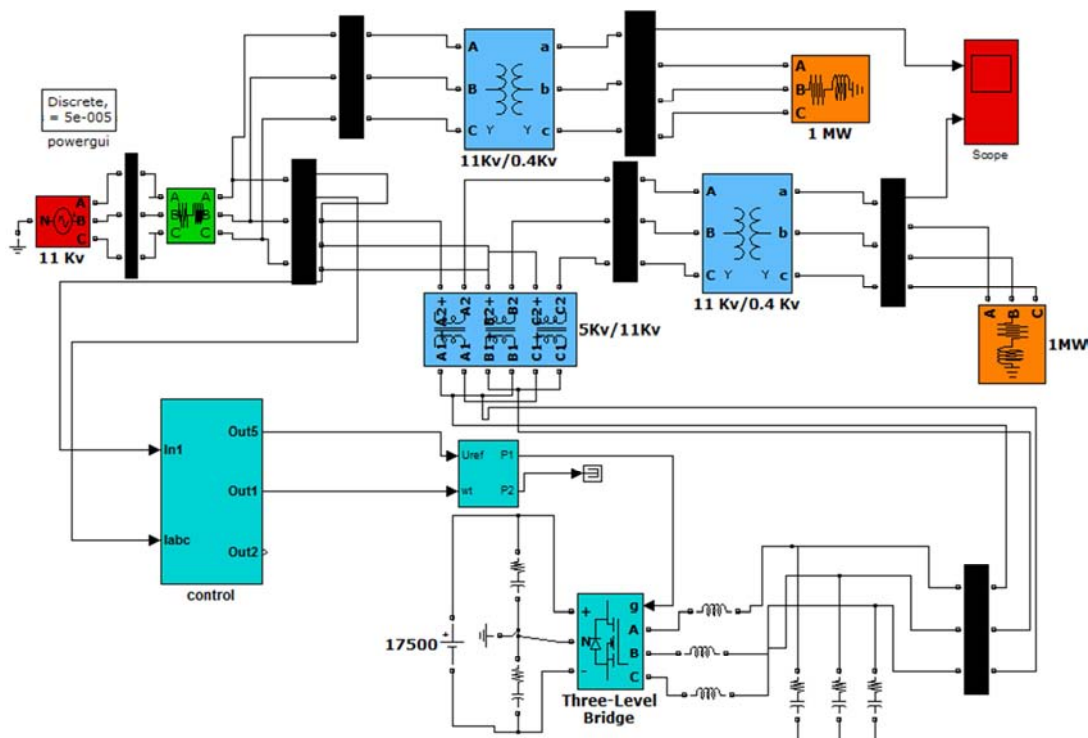 Discrete,
= 5e-005
powergui
A
B
C
a
b
c
Y Y
11Kv/0.4Kv
A
B
C
1 MW
Scope
N
A
B
C
11 Kv
A A
B B
C C
A
B
C
a
b
c
Y Y
11 Kv/0.4 Kv
A B C
1MW
A2+ A2 B2+ B2 C2+ C2
A1+ A1 B1+ B1 C1+ C1
5Kv/11Kv
In1
Iabc
Out5
Out1
Out2
control
Uref
wt
P1
P2
17500
+
+
N
-
g
A
B
C
Three-Level
Bridge